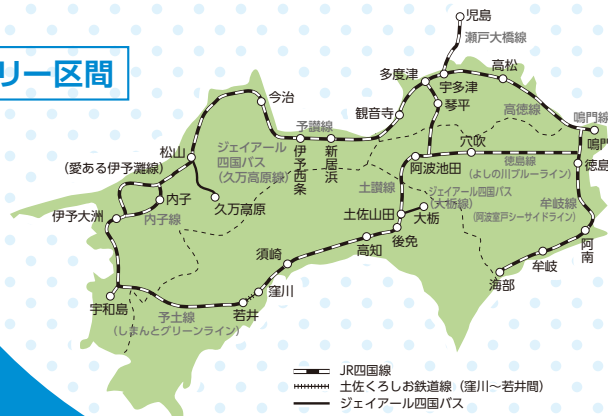 リー区間
児島
瀬戸大橋線
多度津
宇多津
高松
今治
観音寺
琴平
高徳線
鳴門線
鳴門
予讃線
松山
(愛ある伊予灘線)
ジェイアール
四国バス
(久万高原線)
伊予西条
新居浜
穴吹
阿波池田
徳島線
(よしの川ブルーライン)
徳島
土讃線
ジェイアール四国バス
(大栃線)
牟岐線
(阿波室戸シーサイドライン)
内子
久万高原
伊予大洲
内子線
土佐山田
大栃
後免
高知
須崎
阿南
牟岐
海部
窪川
宇和島
若井
予土線
(しまんとグリーンライン)
JR四国線
土佐くろしお鉄道線(窪川～若井間)
ジェイアール四国バス